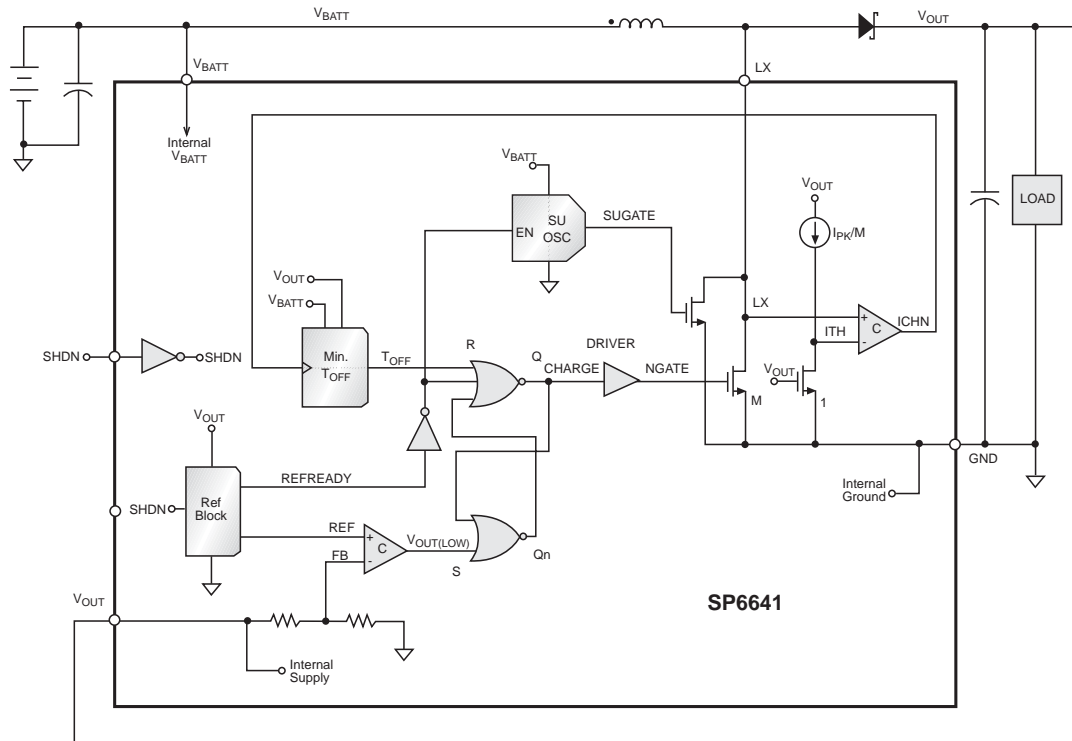 VBATT
VOUT
VBATT
LX
Internal
VBATT
VBATT
VOUT
SU
OSC
EN
SUGATE
IPK/M
LOAD
VOUT
VBATT
LX
ICHN
+
-
C
ITH
SHDN
SHDN
Min.
TOFF
TOFF
R
Q
DRIVER
CHARGE
NGATE
VOUT
M
1
VOUT
GND
REFREADY
Internal
Ground
SHDN
Ref
Block
REF
+
-
C
VOUT(LOW)
FB
S
Qn
VOUT
SP6641
Internal
Supply